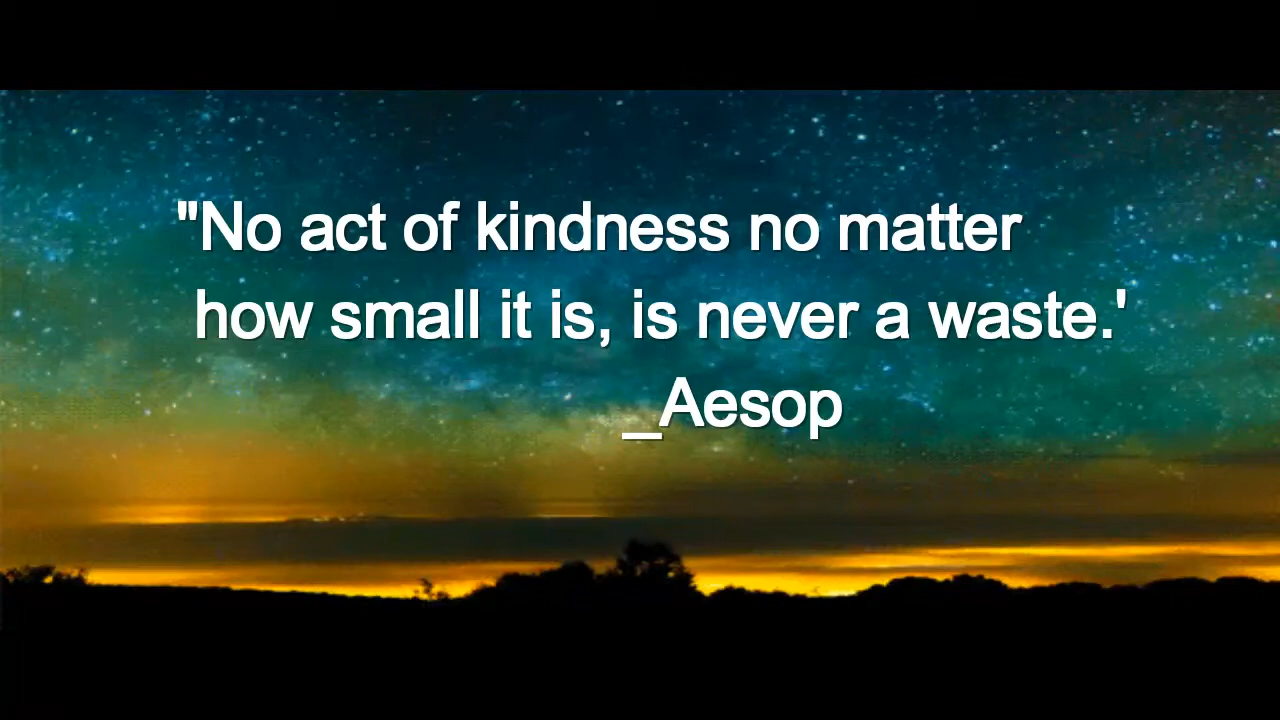 "No act of kindness no matter
how small it is, is never a waste.'
_Aesop